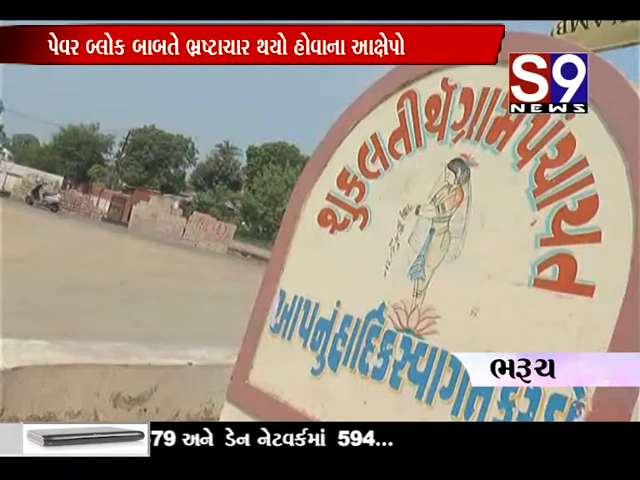 પેવર બ્લોક બાબતે ભ્રષ્ટાચાર થયો હોવાના આક્ષેપો
S9
NEWS
શુકલતીર્થ ગ્રામ પંચાયત
આપનું હાર્દિક સ્વાગત કરે છે
ભરૂચ
79 અને ડેન નેટવર્કમાં 594...